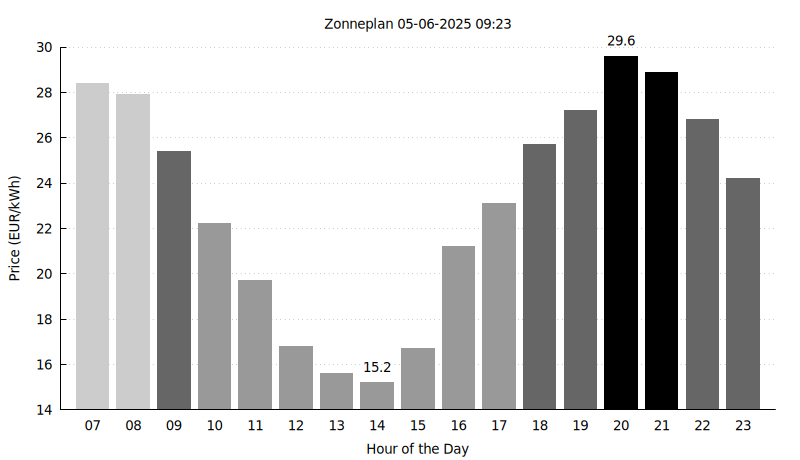 Zonneplan 05-06-2025 09:23
30
28
26
24
22
20
18
16
14
Price (EUR/kWh)
29.6
15.2
07 08 09 10 11 12 13 14 15 16 17 18 19 20 21 22 23
Hour of the Day